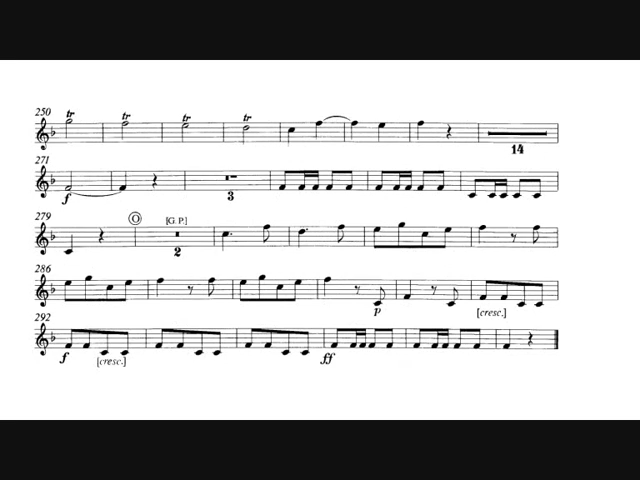 250 tr tr tr tr
14
271
f 3
279 O [G.P.]
2
286
p [cresc.]
292
f [cresc.] ff